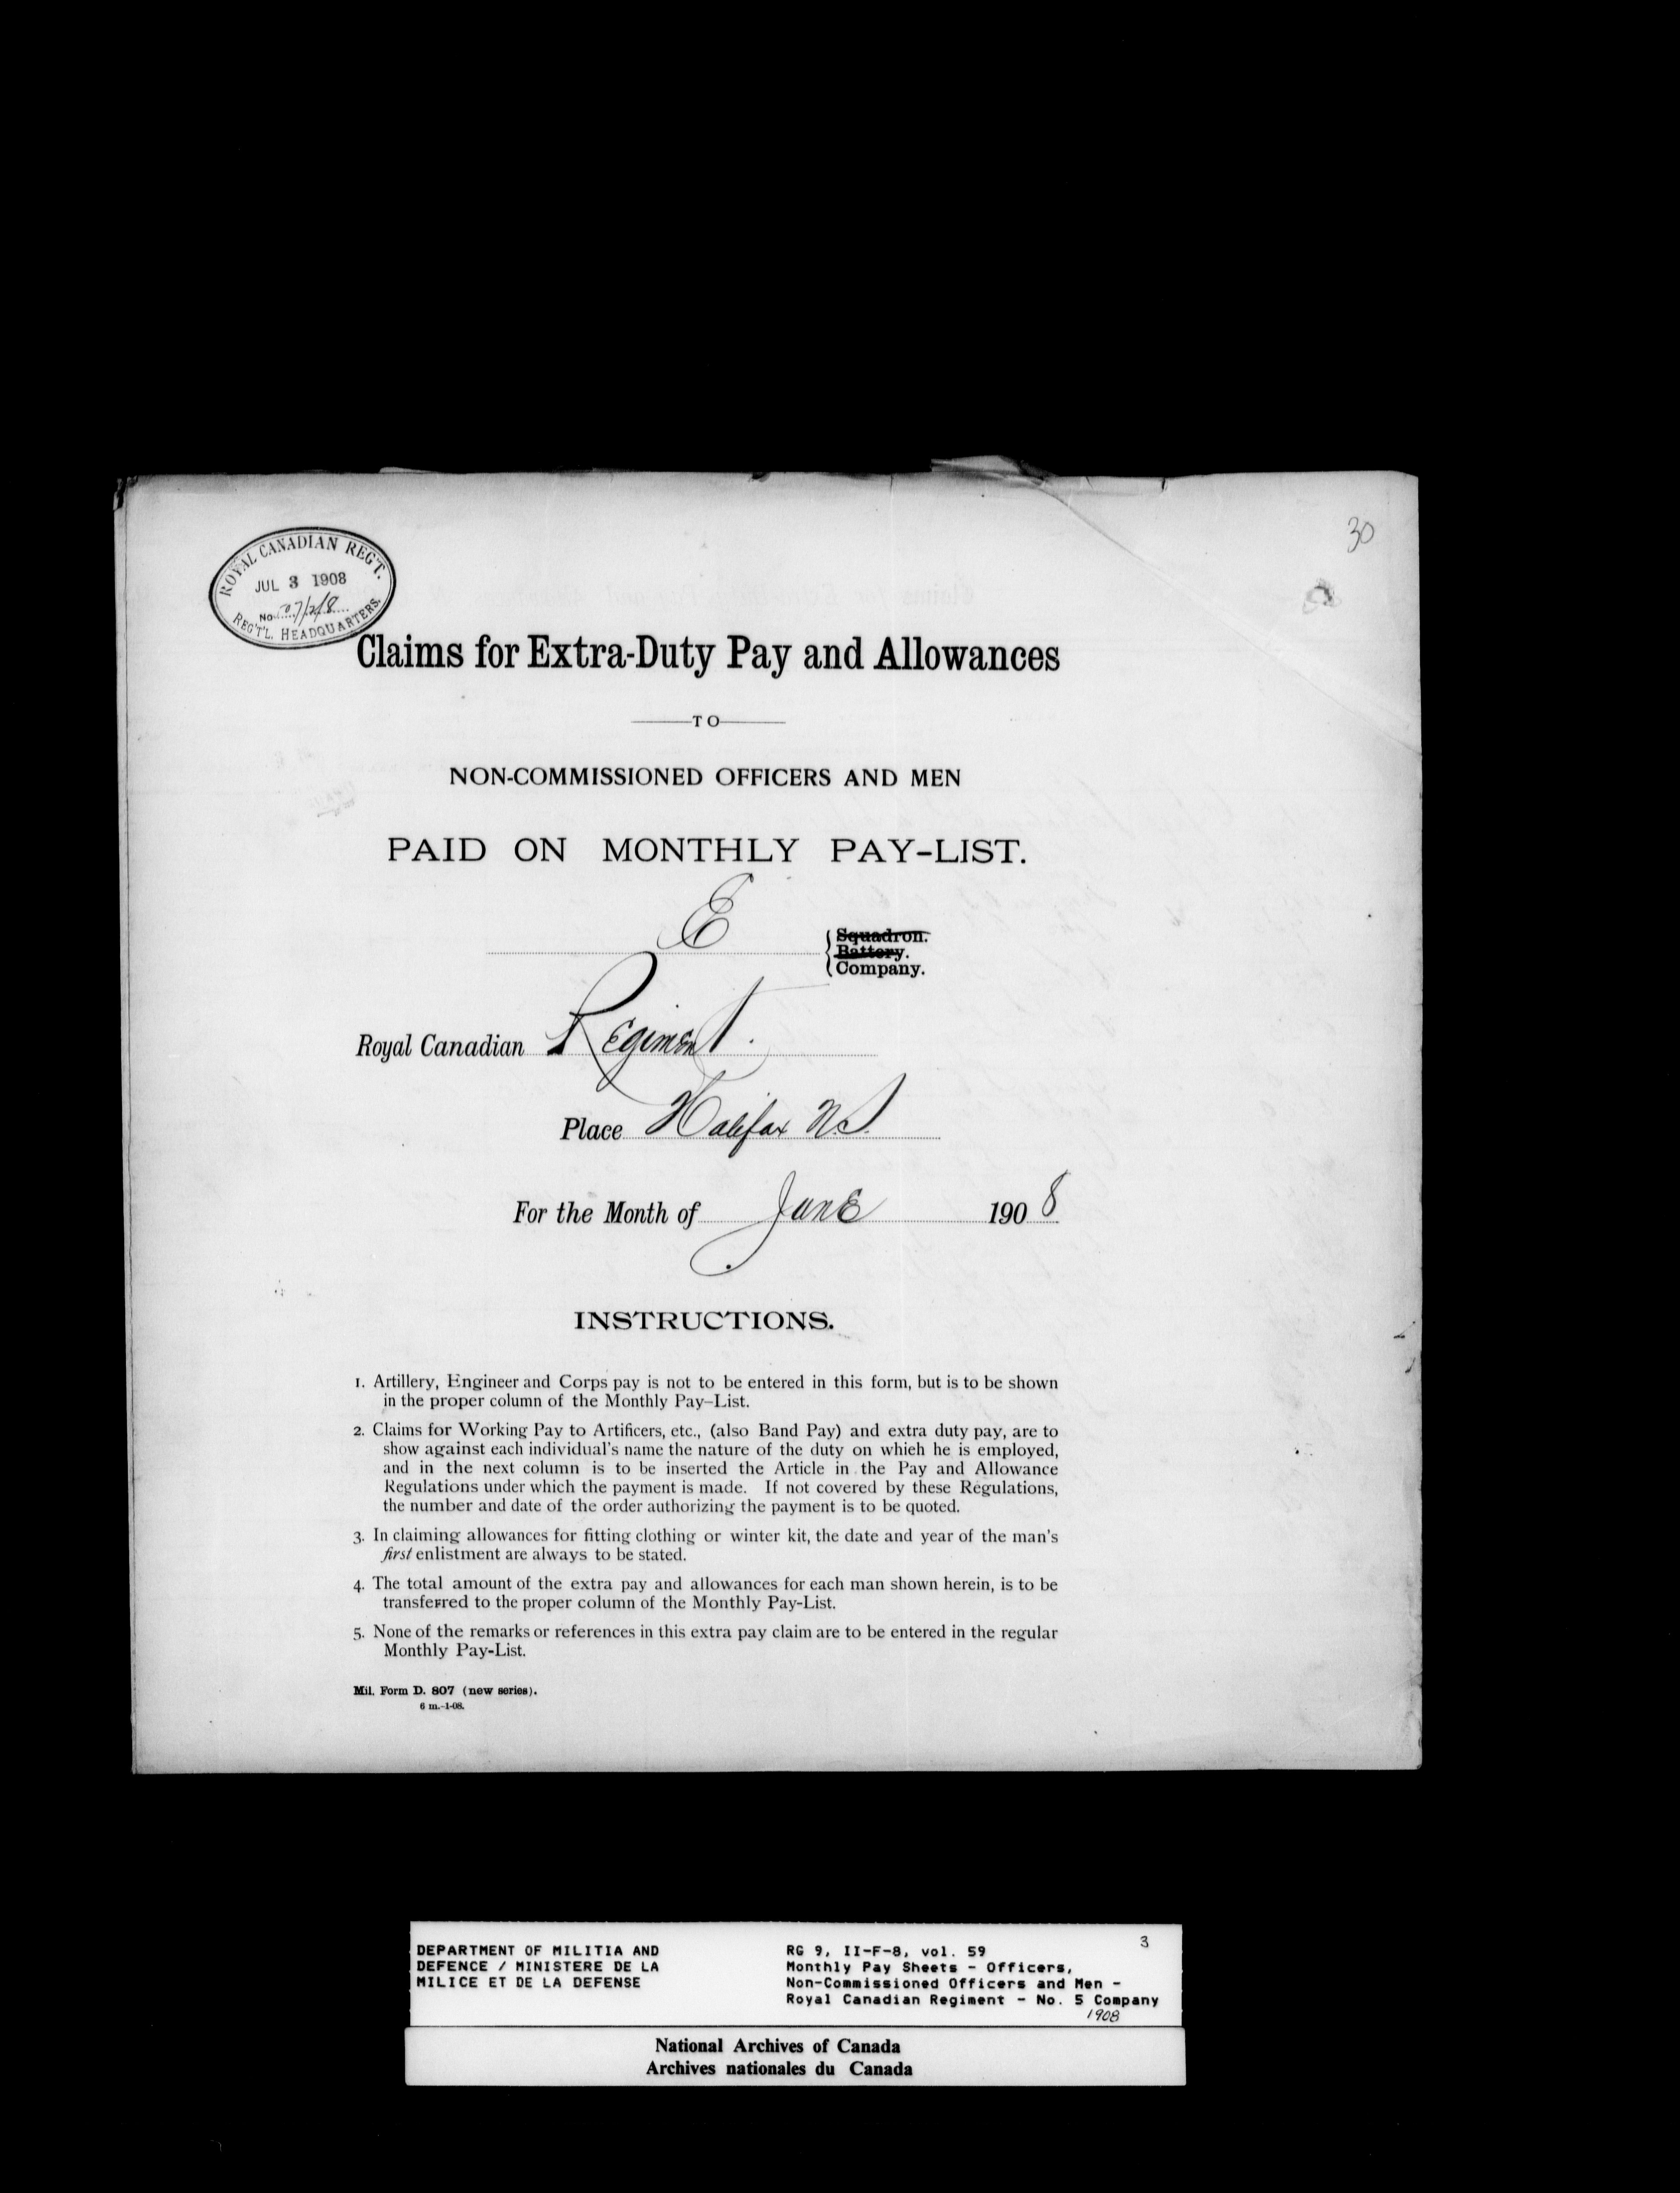 30
ROYAL CANADIAN REG'T.
JUL 3 1908
No.
REG'T'L. HEADQUARTERS.
Claims for Extra-Duty Pay and Allowances
TO
NON-COMMISSIONED OFFICERS AND MEN
PAID ON MONTHLY PAY-LIST.
E
Squadron.
Battery.
Company.
Royal Canadian Regiment.
Place Halifax N.S.
For the Month of June 1908
INSTRUCTIONS.
1. Artillery, Engineer and Corps pay is not to be entered in this form, but is to be shown
in the proper column of the Monthly Pay-List.
2. Claims for Working Pay to Artificers, etc., (also Band Pay) and extra duty pay, are to
show against each individual's name the nature of the duty on which he is employed,
and in the next column is to be inserted the Article in the Pay and Allowance
Regulations under which the payment is made. If not covered by these Regulations,
the number and date of the order authorizing the payment is to be quoted.
3. In claiming allowances for fitting clothing or winter kit, the date and year of the man's
first enlistment are always to be stated.
4. The total amount of the extra pay and allowances for each man shown herein, is to be
transferred to the proper column of the Monthly Pay-List.
5. None of the remarks or references in this extra pay claim are to be entered in the regular
Monthly Pay-List.
Mil. Form D. 807 (new series).
6 m.-1-08.
DEPARTMENT OF MILITIA AND
DEFENCE / MINISTERE DE LA
MILICE ET DE LA DEFENSE
3
RG 9, II-F-8, vol. 59
Monthly Pay Sheets - Officers,
Non-Commissioned Officers and Men -
Royal Canadian Regiment - No. 5 Company
1908
National Archives of Canada
Archives nationales du Canada